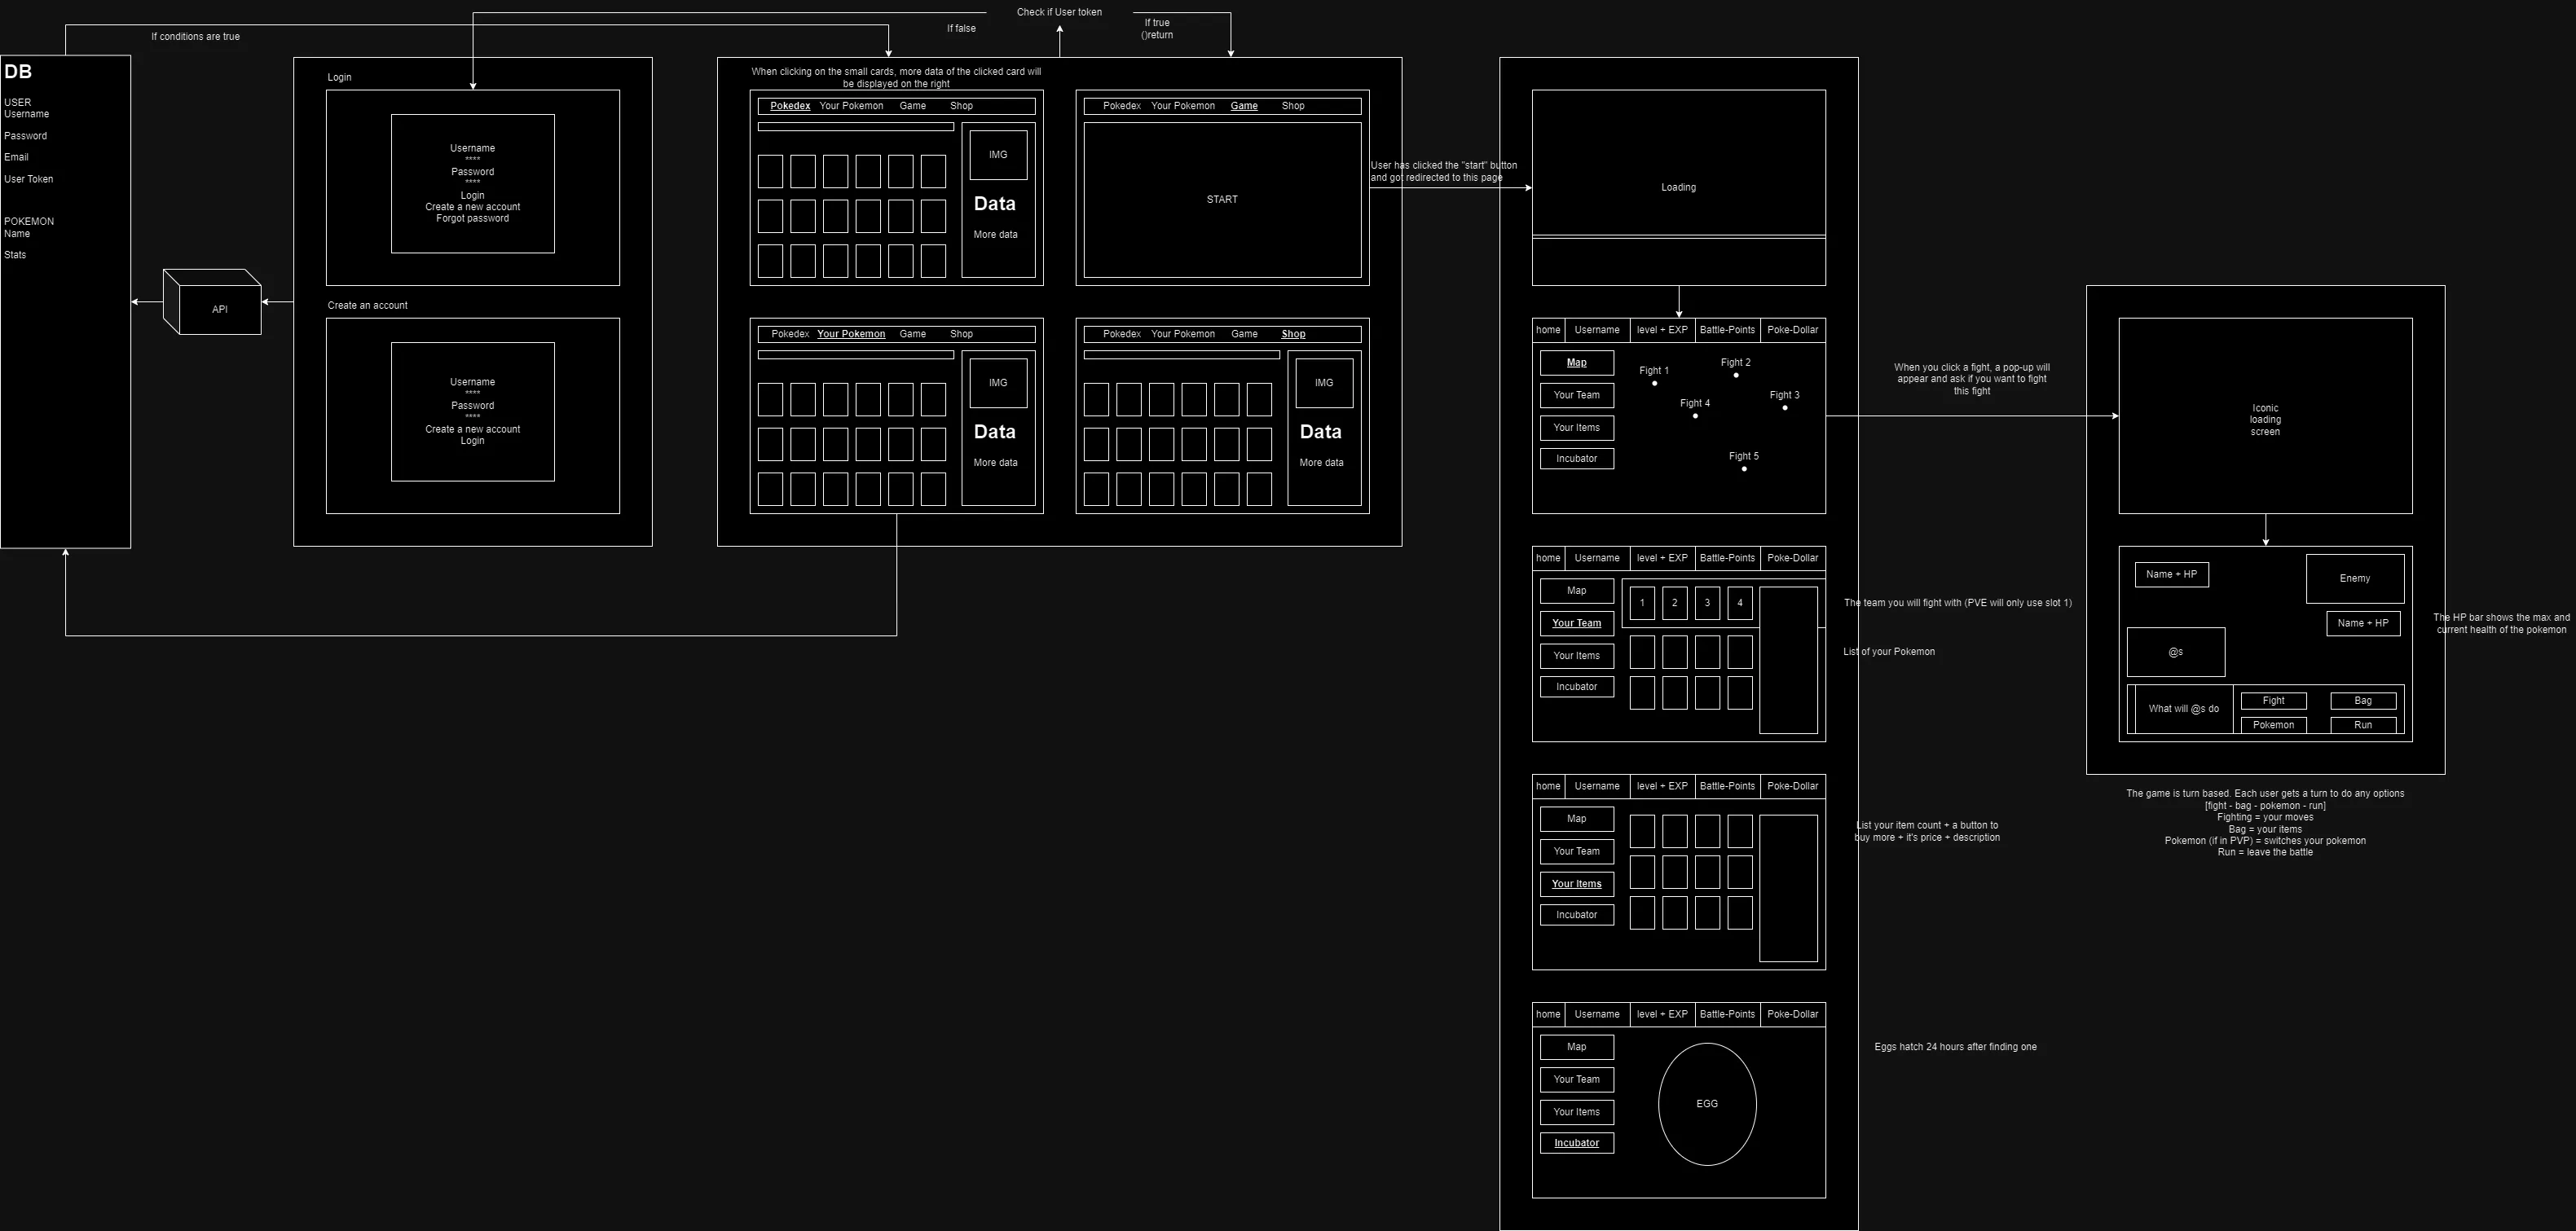 Check if User token
If conditions are true
If false
If true
()return
DB
USER
Username
Password
Email
User Token
POKEMON
Name
Stats
API
Login
Username
****
Password
****
Login
Create a new account
Forgot password
Create an account
Username
****
Password
****
Create a new account
Login
When clicking on the small cards, more data of the clicked card will
be displayed on the right
Pokedex Your Pokemon Game Shop
IMG
Data
More data
Pokedex Your Pokemon Game Shop
START
Pokedex Your Pokemon Game Shop
IMG
Data
More data
Pokedex Your Pokemon Game Shop
IMG
Data
More data
User has clicked the "start" button
and got redirected to this page
Loading
home Username level + EXP Battle-Points Poke-Dollar
Map
Your Team
Your Items
Incubator
Fight 1
Fight 2
Fight 3
Fight 4
Fight 5
When you click a fight, a pop-up will
appear and ask if you want to fight
this fight
home Username level + EXP Battle-Points Poke-Dollar
Map
Your Team
Your Items
Incubator
1 2 3 4
The team you will fight with (PVE will only use slot 1)
List of your Pokemon
home Username level + EXP Battle-Points Poke-Dollar
Map
Your Team
Your Items
Incubator
List your item count + a button to
buy more + it's price + description
home Username level + EXP Battle-Points Poke-Dollar
Map
Your Team
Your Items
Incubator
EGG
Eggs hatch 24 hours after finding one
Iconic
loading
screen
Name + HP
Enemy
Name + HP
@s
What will @s do
Fight Bag
Pokemon Run
The HP bar shows the max and
current health of the pokemon
The game is turn based. Each user gets a turn to do any options
[fight - bag - pokemon - run]
Fighting = your moves
Bag = your items
Pokemon (if in PVP) = switches your pokemon
Run = leave the battle